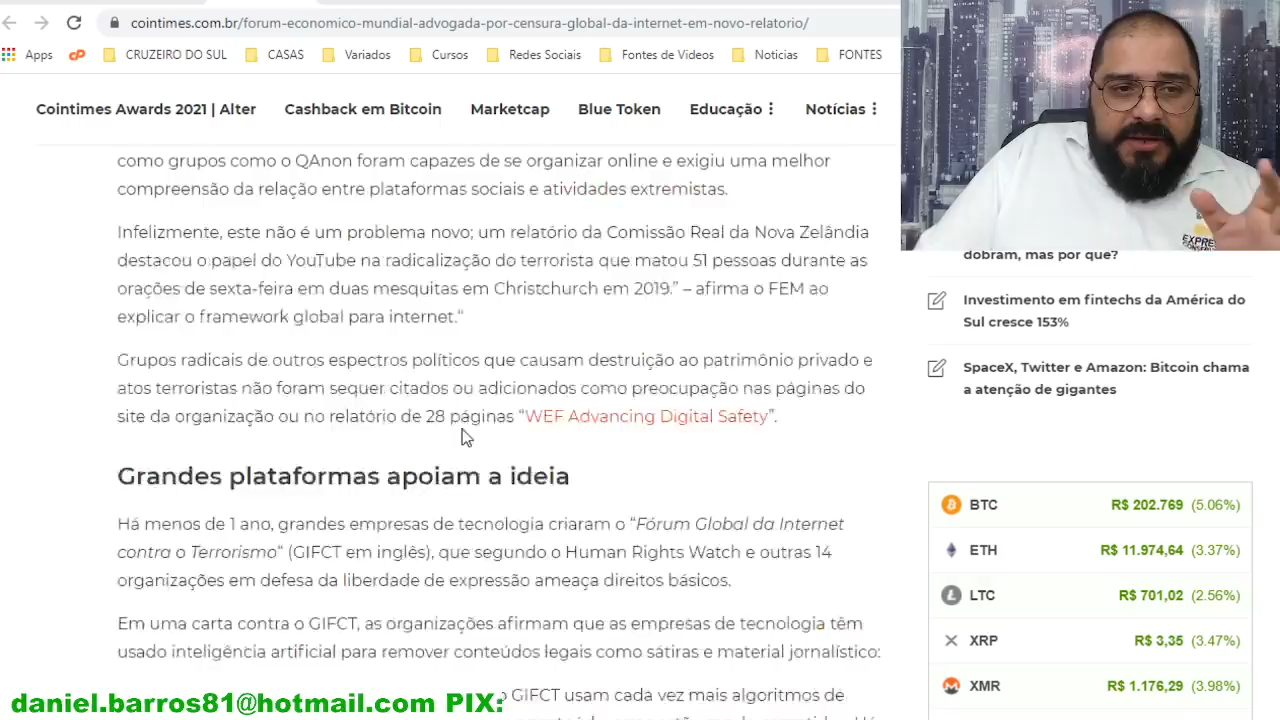 cointimes.com.br/forum-economico-mundial-advogada-por-censura-global-da-internet-em-novo-relatorio/
Apps CRUZEIRO DO SUL CASAS Variados Cursos Redes Sociais Fontes de Videos Noticias FONTES
Cointimes Awards 2021 | Alter Cashback em Bitcoin Marketcap Blue Token Educação Notícias
como grupos como o QAnon foram capazes de se organizar online e exigiu uma melhor
compreensão da relação entre plataformas sociais e atividades extremistas.
Infelizmente, este não é um problema novo; um relatório da Comissão Real da Nova Zelândia
destacou o papel do YouTube na radicalização do terrorista que matou 51 pessoas durante as
orações de sexta-feira em duas mesquitas em Christchurch em 2019.” – afirma o FEM ao
explicar o framework global para internet.“
Grupos radicais de outros espectros políticos que causam destruição ao patrimônio privado e
atos terroristas não foram sequer citados ou adicionados como preocupação nas páginas do
site da organização ou no relatório de 28 páginas “WEF Advancing Digital Safety”.
Grandes plataformas apoiam a ideia
Há menos de 1 ano, grandes empresas de tecnologia criaram o “Fórum Global da Internet
contra o Terrorismo“ (GIFCT em inglês), que segundo o Human Rights Watch e outras 14
organizações em defesa da liberdade de expressão ameaça direitos básicos.
Em uma carta contra o GIFCT, as organizações afirmam que as empresas de tecnologia têm
usado inteligência artificial para remover conteúdos legais como sátiras e material jornalístico:
GIFCT usam cada vez mais algoritmos de
daniel.barros81@hotmail.com PIX:
dobram, mas por que?
Investimento em fintechs da América do
Sul cresce 153%
SpaceX, Twitter e Amazon: Bitcoin chama
a atenção de gigantes
BTC R$ 202.769 (5.06%)
ETH R$ 11.974,64 (3.37%)
LTC R$ 701,02 (2.56%)
XRP R$ 3,35 (3.47%)
XMR R$ 1.176,29 (3.98%)